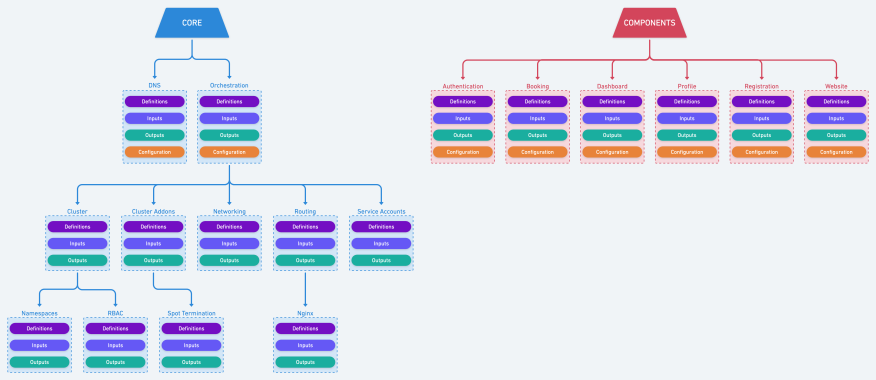 CORE
COMPONENTS
DNS
Definitions
Inputs
Outputs
Configuration
Orchestration
Definitions
Inputs
Outputs
Configuration
Authentication
Definitions
Inputs
Outputs
Configuration
Booking
Definitions
Inputs
Outputs
Configuration
Dashboard
Definitions
Inputs
Outputs
Configuration
Profile
Definitions
Inputs
Outputs
Configuration
Registration
Definitions
Inputs
Outputs
Configuration
Website
Definitions
Inputs
Outputs
Configuration
Cluster
Definitions
Inputs
Outputs
Cluster Addons
Definitions
Inputs
Outputs
Networking
Definitions
Inputs
Outputs
Routing
Definitions
Inputs
Outputs
Service Accounts
Definitions
Inputs
Outputs
Namespaces
Definitions
Inputs
Outputs
RBAC
Definitions
Inputs
Outputs
Spot Termination
Definitions
Inputs
Outputs
Nginx
Definitions
Inputs
Outputs